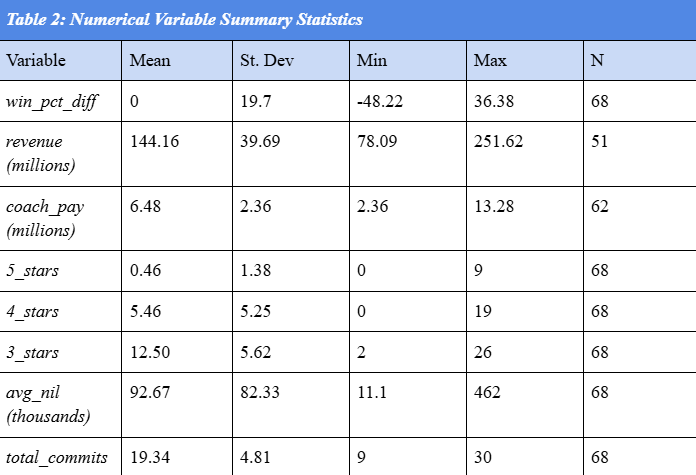 Table 2: Numerical Variable Summary Statistics
Variable Mean St. Dev Min Max N
win_pct_diff 0 19.7 -48.22 36.38 68
revenue 144.16 39.69 78.09 251.62 51
(millions)
coach_pay 6.48 2.36 2.36 13.28 62
(millions)
5_stars 0.46 1.38 0 9 68
4_stars 5.46 5.25 0 19 68
3_stars 12.50 5.62 2 26 68
avg_nil 92.67 82.33 11.1 462 68
(thousands)
total_commits 19.34 4.81 9 30 68